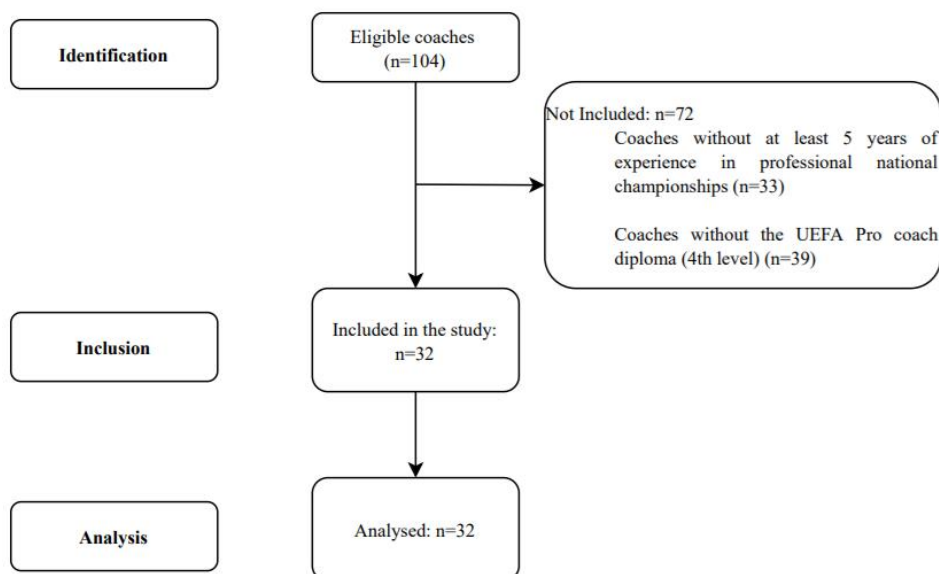 Identification
Eligible coaches
(n=104)
Not Included: n=72
Coaches without at least 5 years of
experience in professional national
championships (n=33)
Coaches without the UEFA Pro coach
diploma (4th level) (n=39)
Inclusion
Included in the study:
n=32
Analysis
Analysed: n=32